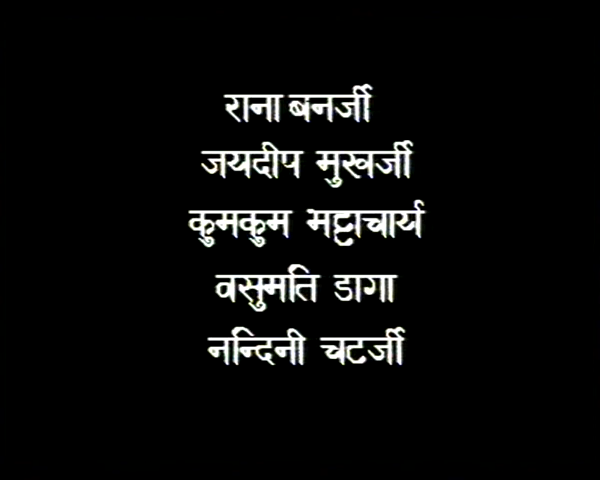 राना बनर्जी
जयदीप मुखर्जी
कुमकुम भट्टाचार्य
वसुमति डागा
नन्दिनी चटर्जी